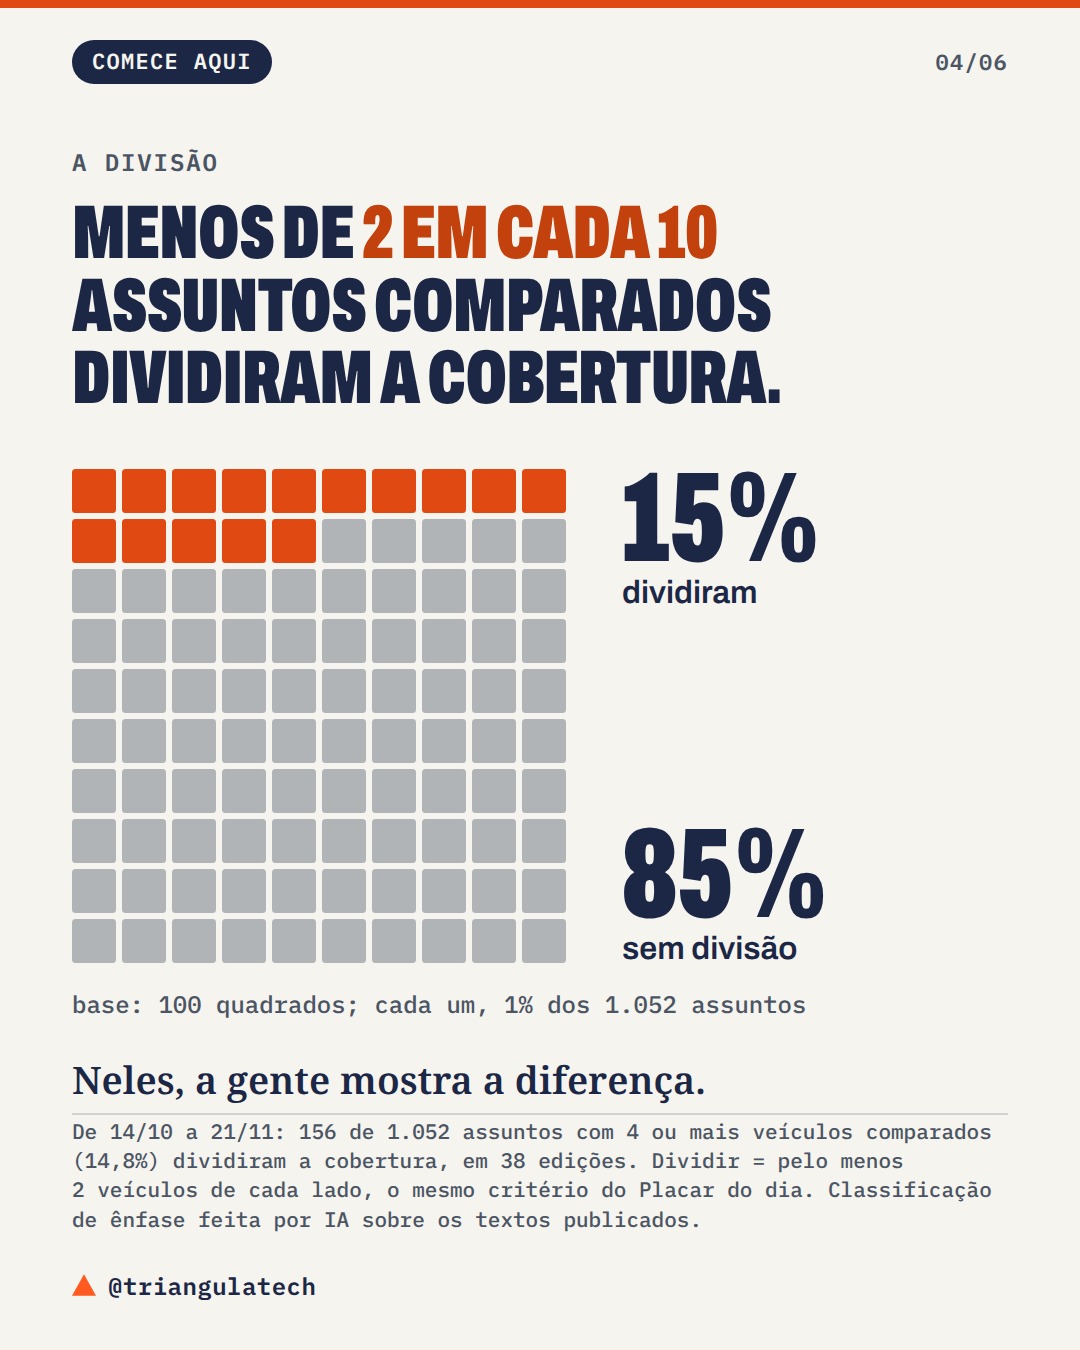 COMECE AQUI
04/06
A DIVISÃO
MENOS DE 2 EM CADA 10
ASSUNTOS COMPARADOS
DIVIDIRAM A COBERTURA.
15%
dividiram
85%
sem divisão
base: 100 quadrados; cada um, 1% dos 1.052 assuntos
Neles, a gente mostra a diferença.
De 14/10 a 21/11: 156 de 1.052 assuntos com 4 ou mais veículos comparados
(14,8%) dividiram a cobertura, em 38 edições. Dividir = pelo menos
2 veículos de cada lado, o mesmo critério do Placar do dia. Classificação
de ênfase feita por IA sobre os textos publicados.
@triangulatech